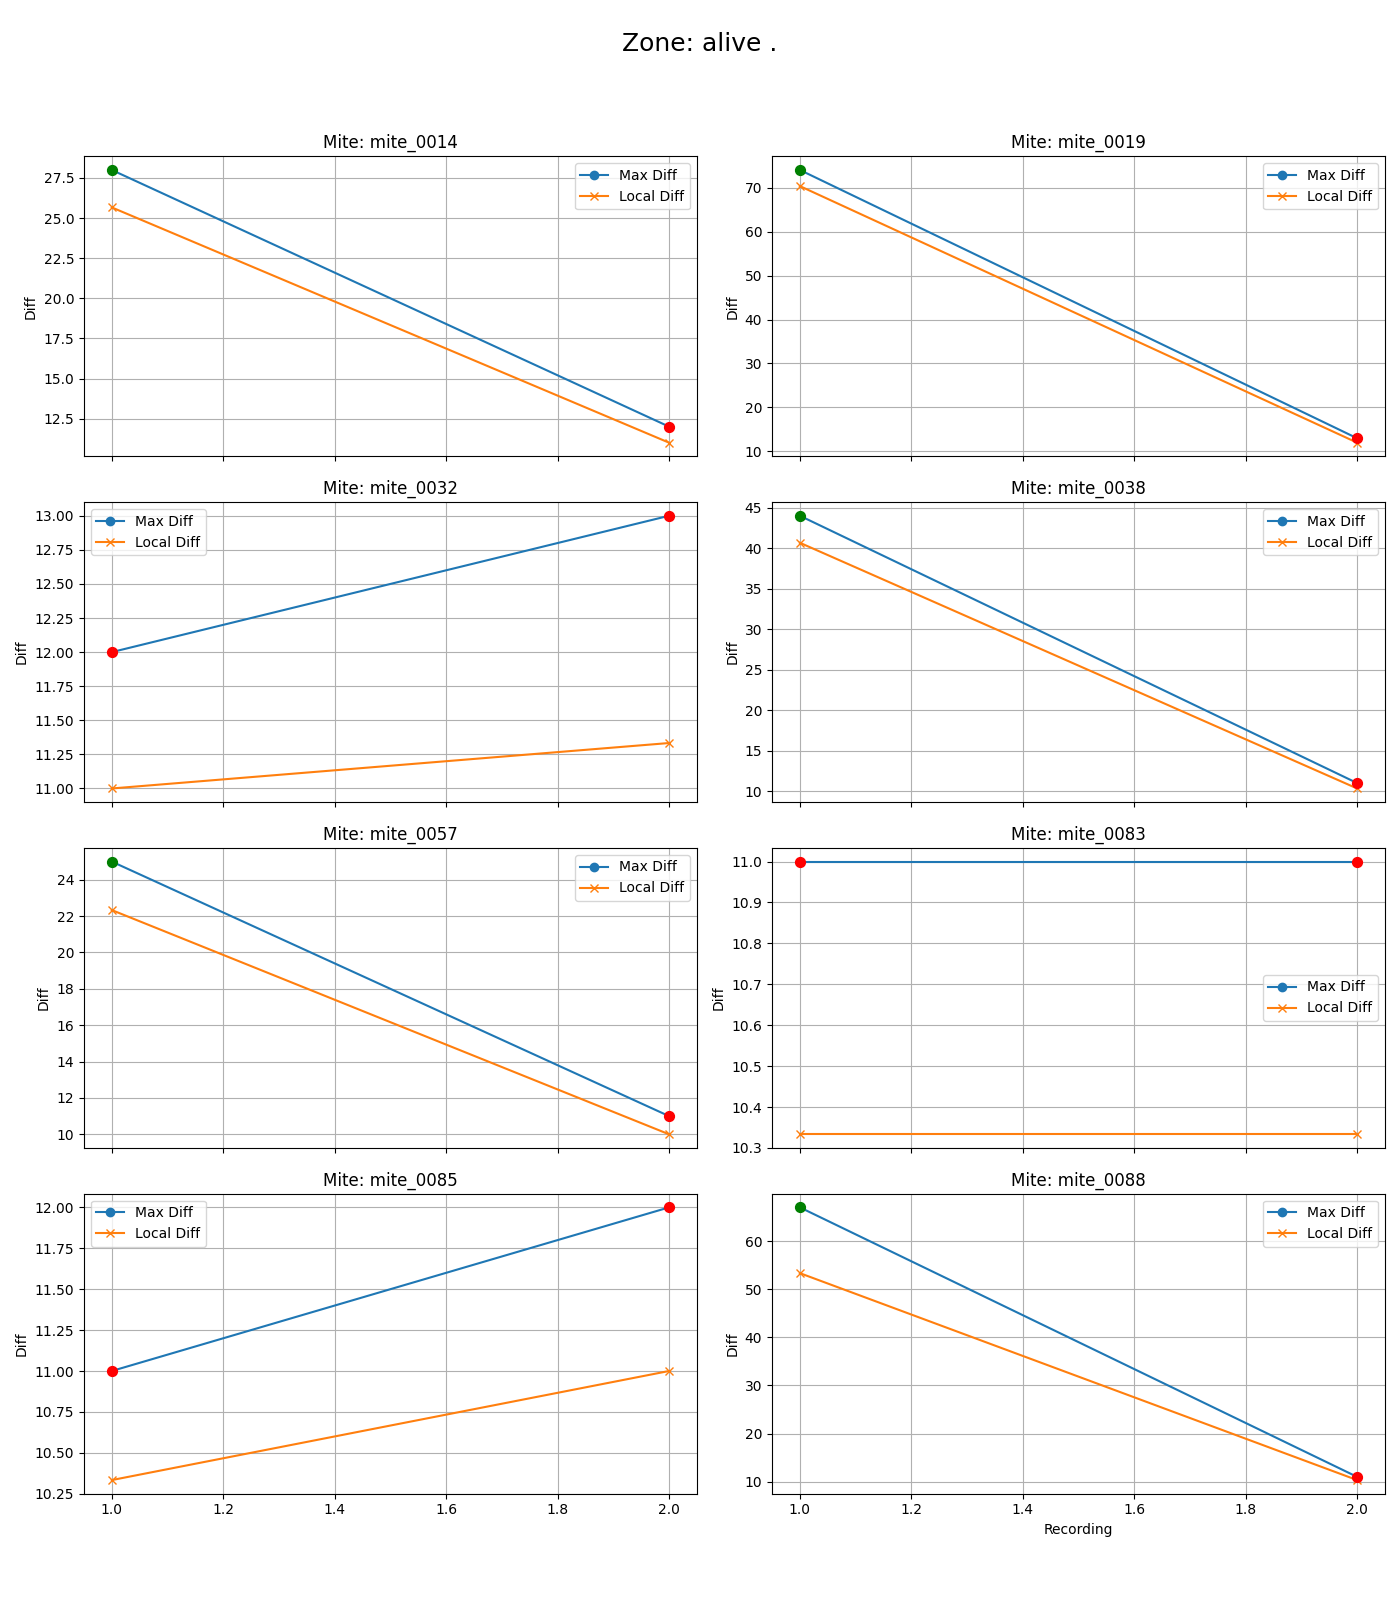 Zone: alive .
Mite: mite_0014
Diff
27.5
25.0
22.5
20.0
17.5
15.0
12.5
Max Diff
Local Diff
Mite: mite_0019
Diff
70
60
50
40
30
20
10
Max Diff
Local Diff
Mite: mite_0032
Diff
13.00
12.75
12.50
12.25
12.00
11.75
11.50
11.25
11.00
Max Diff
Local Diff
Mite: mite_0038
Diff
45
40
35
30
25
20
15
10
Max Diff
Local Diff
Mite: mite_0057
Diff
24
22
20
18
16
14
12
10
Max Diff
Local Diff
Mite: mite_0083
Diff
11.0
10.9
10.8
10.7
10.6
10.5
10.4
10.3
Max Diff
Local Diff
Mite: mite_0085
Diff
12.00
11.75
11.50
11.25
11.00
10.75
10.50
10.25
Max Diff
Local Diff
1.0 1.2 1.4 1.6 1.8 2.0
Mite: mite_0088
Diff
60
50
40
30
20
10
Max Diff
Local Diff
1.0 1.2 1.4 1.6 1.8 2.0
Recording